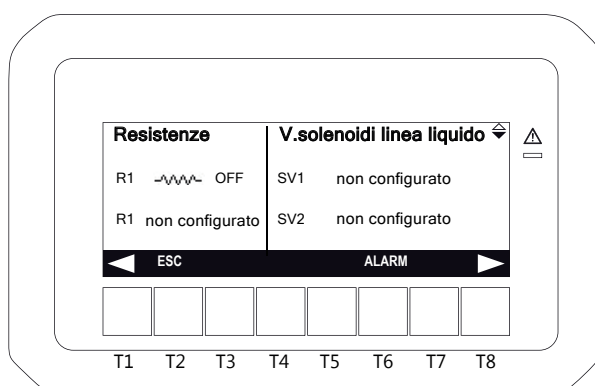 Resistenze
V.solenoidi linea liquido
R1 OFF
SV1 non configurato
R1 non configurato
SV2 non configurato
ESC ALARM
T1 T2 T3 T4 T5 T6 T7 T8